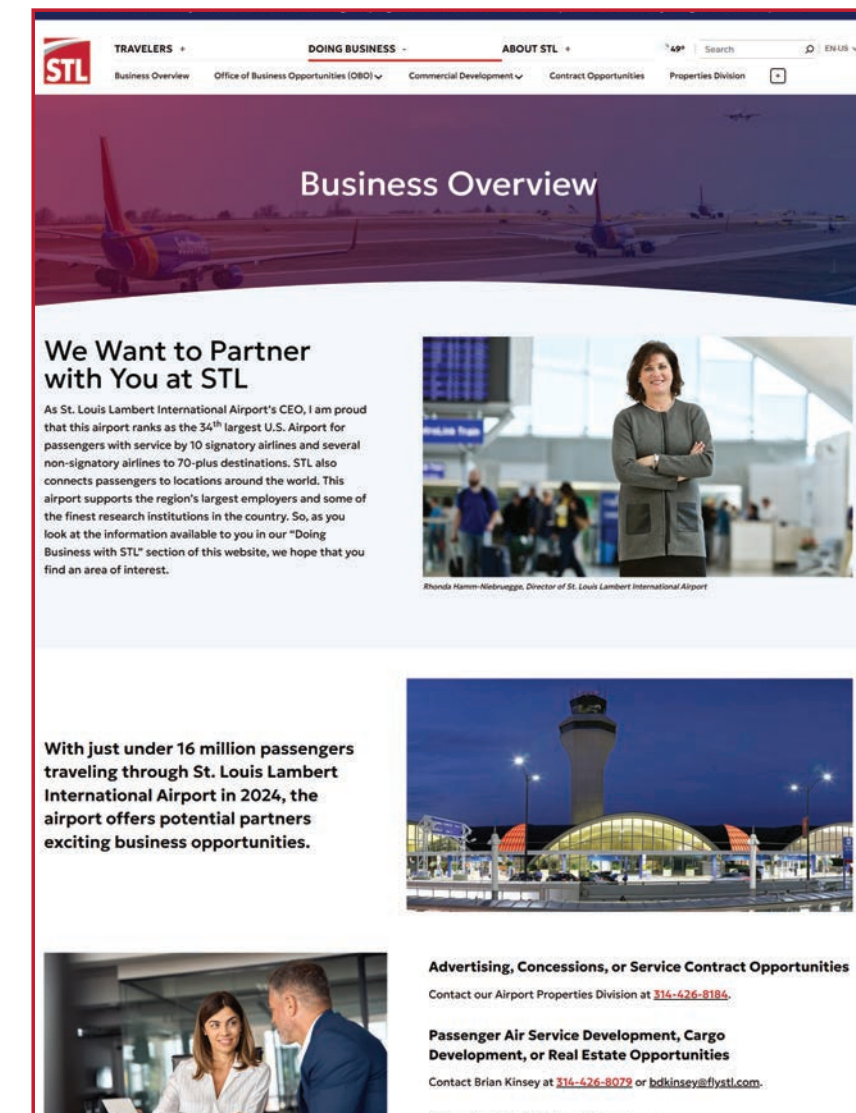 STL
TRAVELERS +
DOING BUSINESS -
ABOUT STL +
49°
Search
EN-US
Business Overview
Office of Business Opportunities (OBO)
Commercial Development
Contract Opportunities
Properties Division
+
Business Overview
We Want to Partner
with You at STL
As St. Louis Lambert International Airport's CEO, I am proud
that this airport ranks as the 34th largest U.S. Airport for
passengers with service by 10 signatory airlines and several
non-signatory airlines to 70-plus destinations. STL also
connects passengers to locations around the world. This
airport supports the region's largest employers and some of
the finest research institutions in the country. So, as you
look at the information available to you in our "Doing
Business with STL" section of this website, we hope that you
find an area of interest.
MetroLink Train
Rhonda Hamm-Niebruegge, Director of St. Louis Lambert International Airport
With just under 16 million passengers
traveling through St. Louis Lambert
International Airport in 2024, the
airport offers potential partners
exciting business opportunities.
Advertising, Concessions, or Service Contract Opportunities
Contact our Airport Properties Division at 314-426-8184.
Passenger Air Service Development, Cargo
Development, or Real Estate Opportunities
Contact Brian Kinsey at 314-426-8079 or bdkinsey@flystl.com.